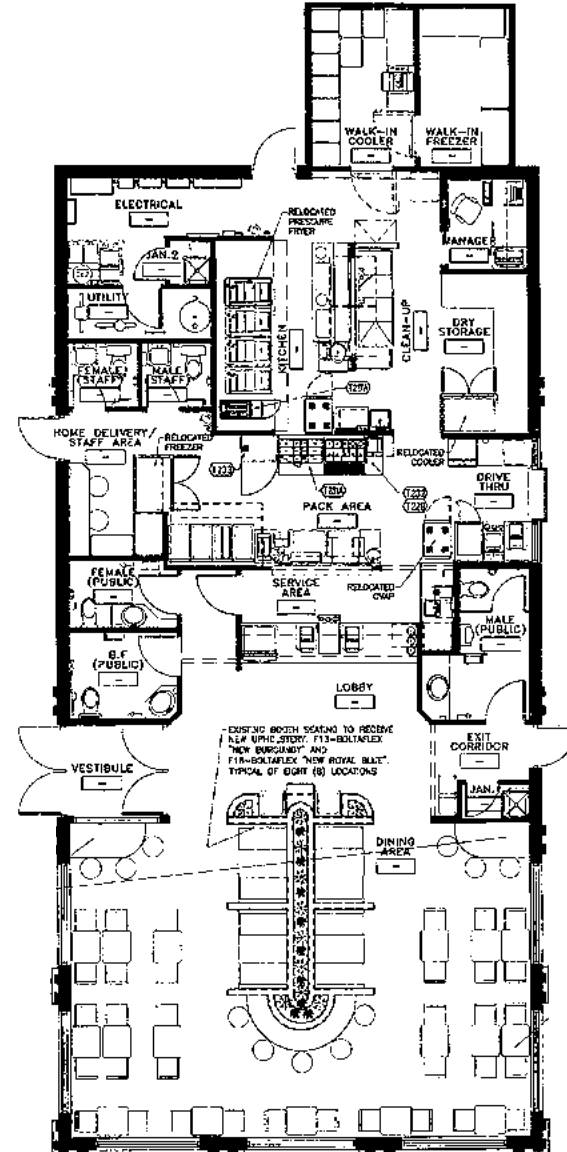 WALK-IN
COOLER
WALK-IN
FREEZER
ELECTRICAL
RELOCATED
PRESSURE
FRYER
MANAGER
JAN.2
UTILITY
KITCHEN
CLEAN-UP
DRY
STORAGE
FEMALE
(STAFF)
MALE
(STAFF)
HOME DELIVERY/
STAFF AREA
RELOCATED
FREEZER
RELOCATED
COOLER
DRIVE
THRU
PACK AREA
FEMALE
(PUBLIC)
SERVICE
AREA
RELOCATED
CVAP
MALE
(PUBLIC)
B.F
(PUBLIC)
LOBBY
EXISTING BOOTH SEATING TO RECEIVE
NEW UPHOLSTERY. F13-BOLTAFLEX
"NEW BURGUNDY" AND
F18-BOLTAFLEX "NEW ROYAL BLUE".
TYPICAL OF EIGHT (8) LOCATIONS
EXIT
CORRIDOR
VESTIBULE
JAN.1
DINING
AREA